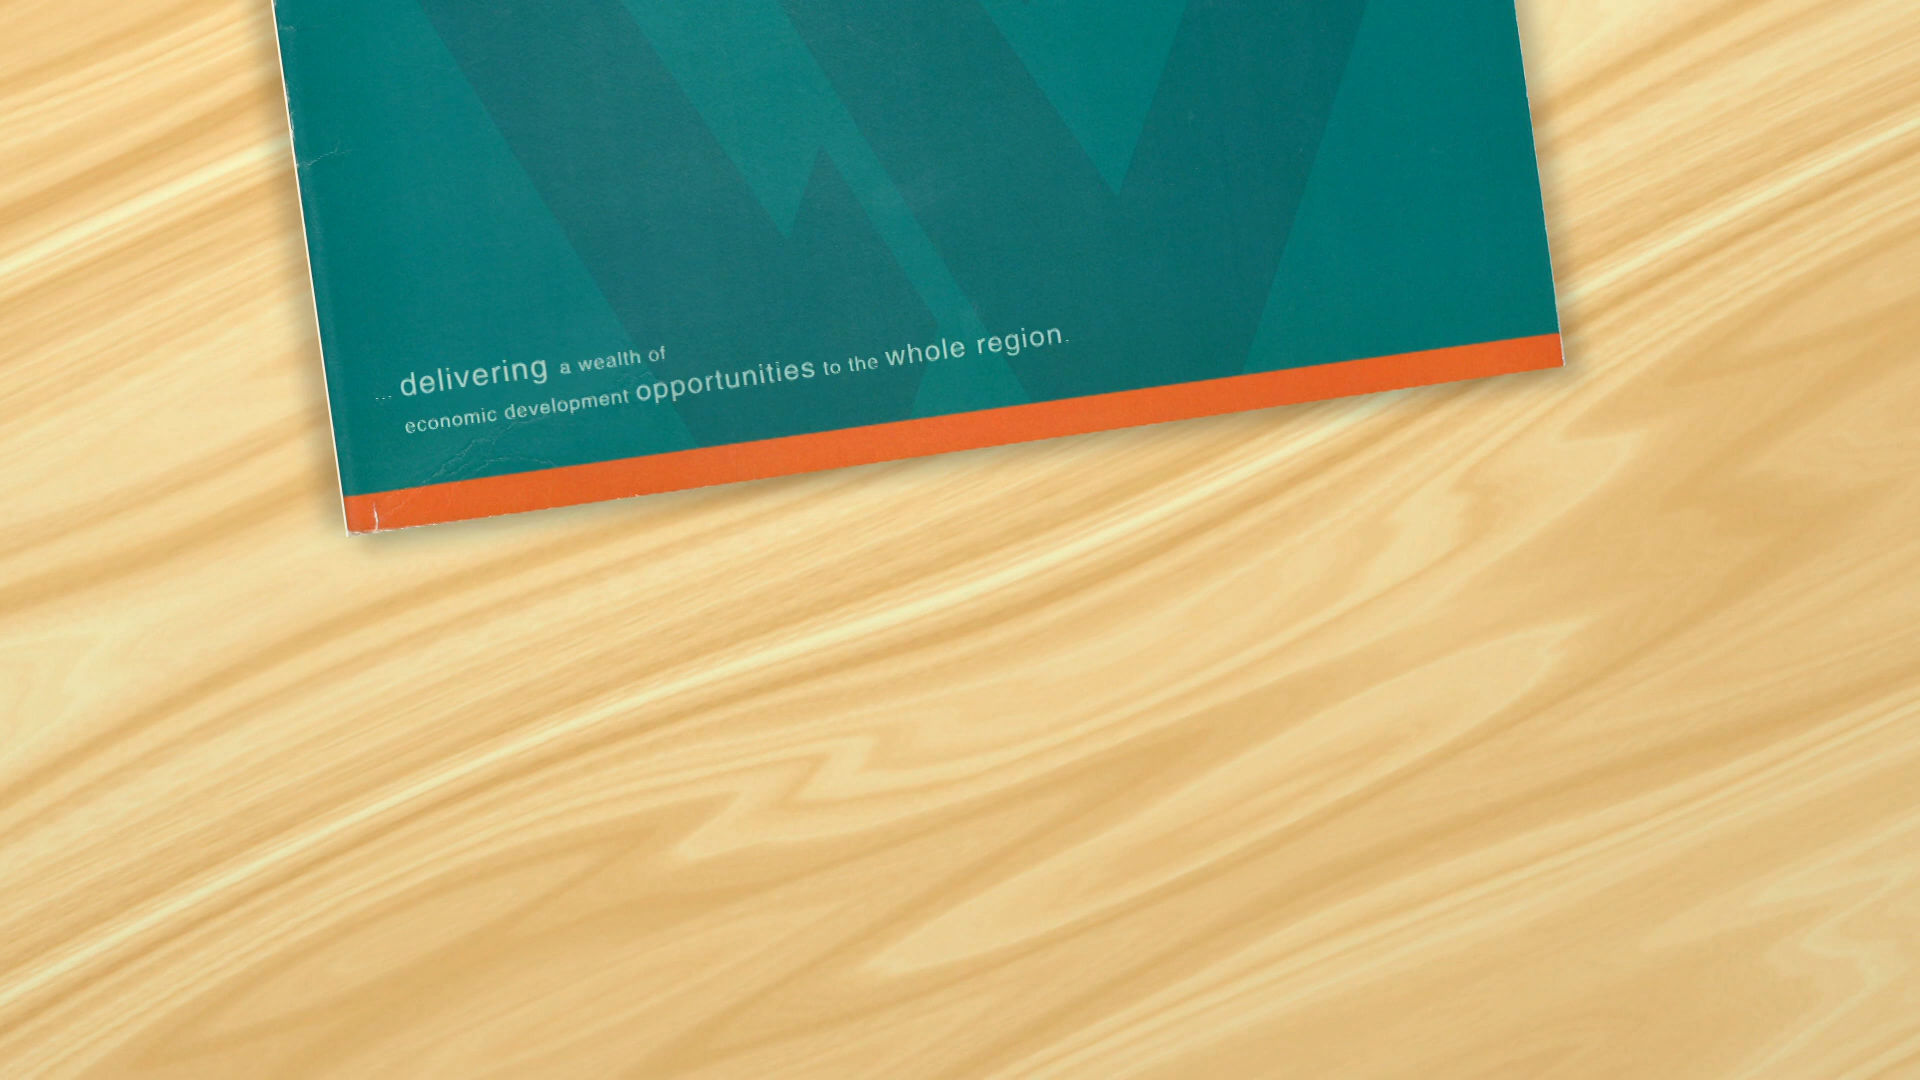 ... delivering a wealth of
economic development opportunities to the whole region.